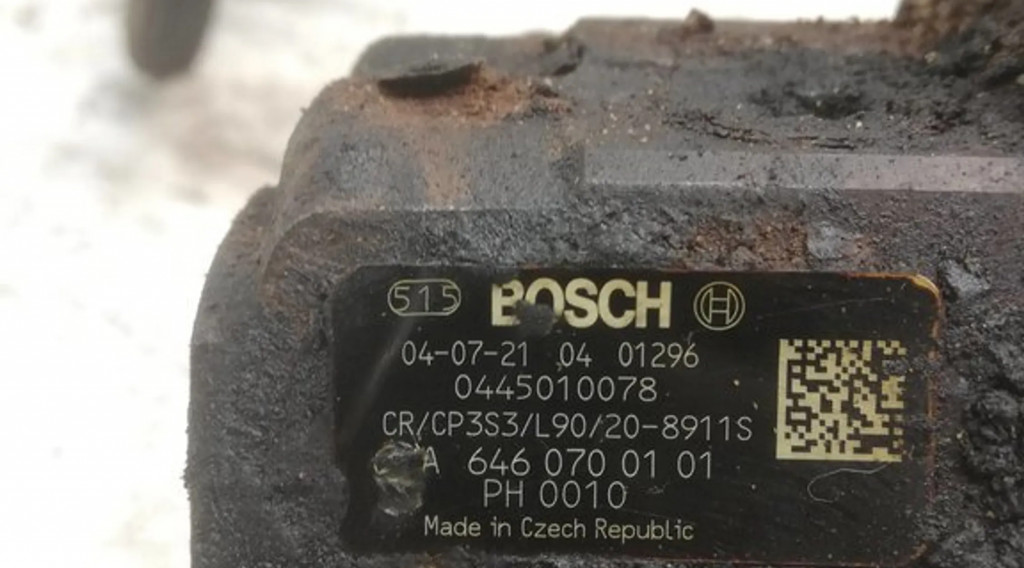 515 BOSCH
04-07-21 04 01296
0445010078
CR/CP3S3/L90/20-8911S
A 646 070 01 01
PH 0010
Made in Czech Republic